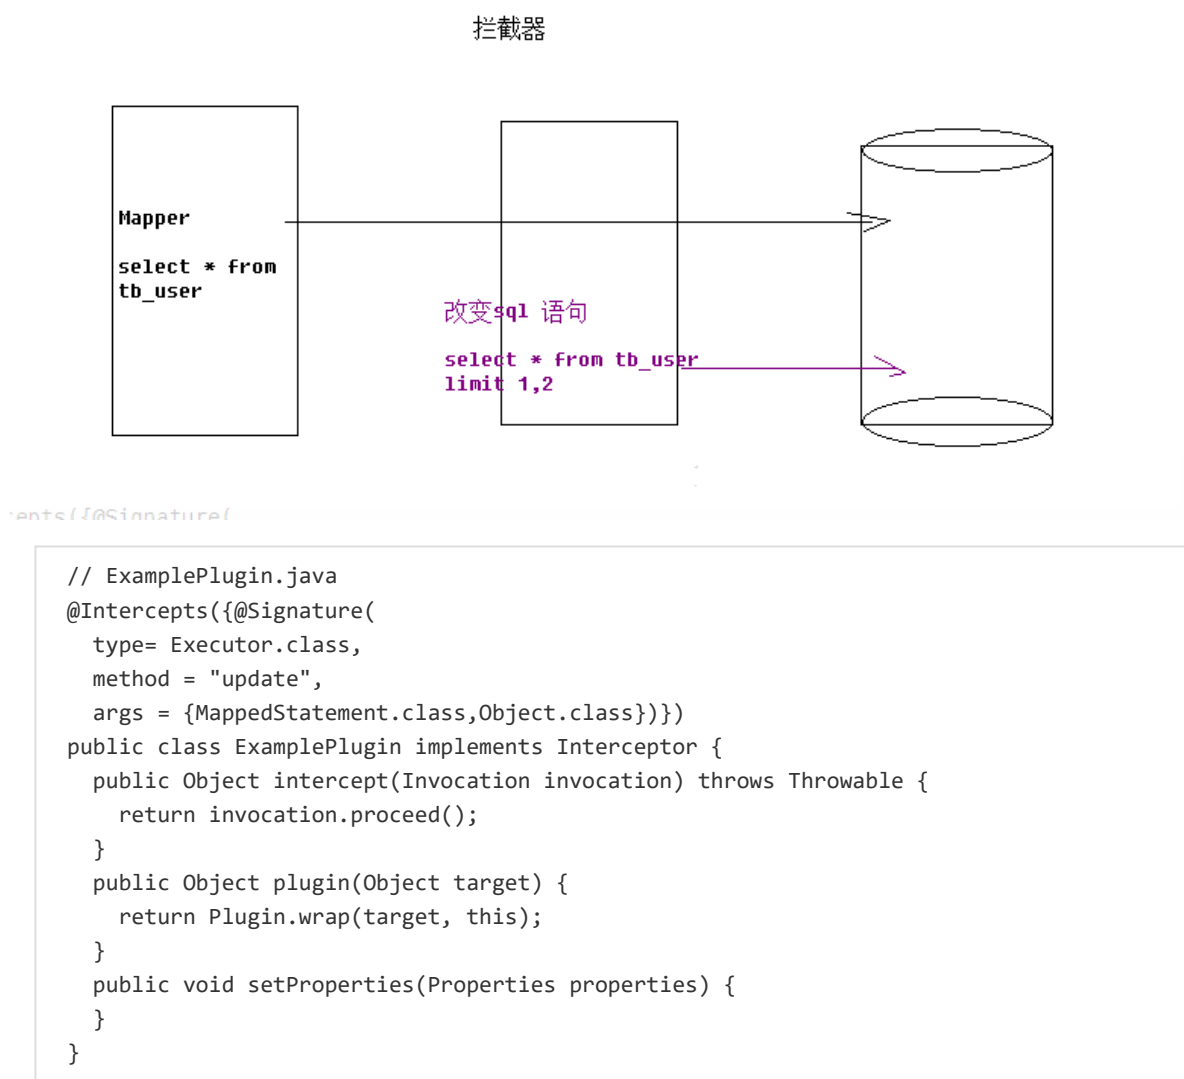 拦截器
Mapper
select * from
tb_user
改变sql 语句
select * from tb_user
limit 1,2
cepts({@Signature(
// ExamplePlugin.java
@Intercepts({@Signature(
type= Executor.class,
method = "update",
args = {MappedStatement.class,Object.class})})
public class ExamplePlugin implements Interceptor {
public Object intercept(Invocation invocation) throws Throwable {
return invocation.proceed();
}
public Object plugin(Object target) {
return Plugin.wrap(target, this);
}
public void setProperties(Properties properties) {
}
}